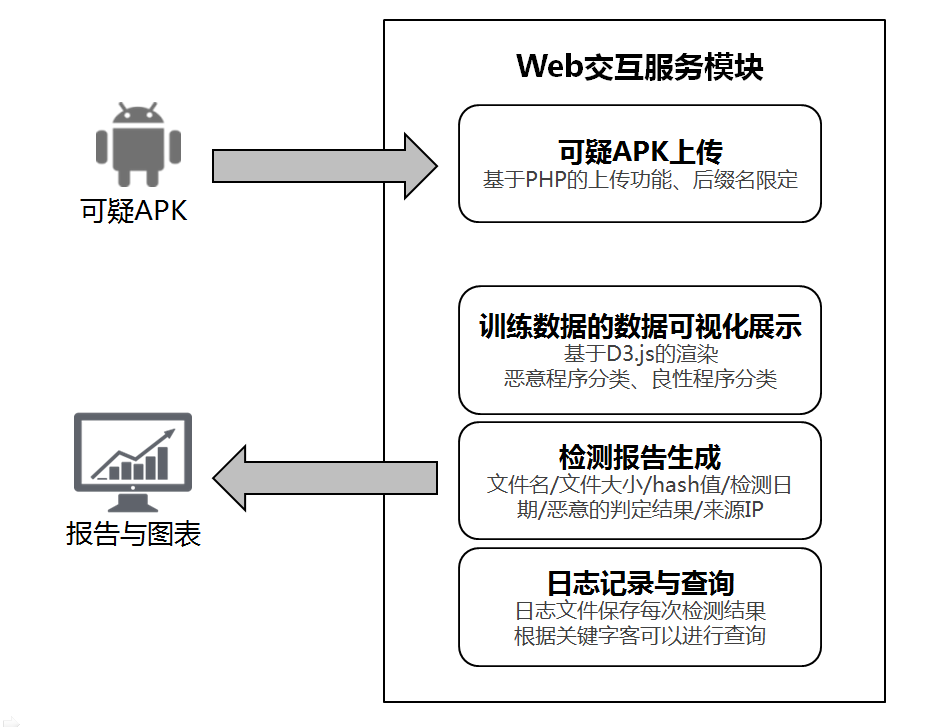 Web交互服务模块
可疑APK上传
基于PHP的上传功能、后缀名限定
可疑APK
训练数据的数据可视化展示
基于D3.js的渲染
恶意程序分类、良性程序分类
检测报告生成
文件名/文件大小/hash值/检测日
期/恶意的判定结果/来源IP
报告与图表
日志记录与查询
日志文件保存每次检测结果
根据关键字客可以进行查询